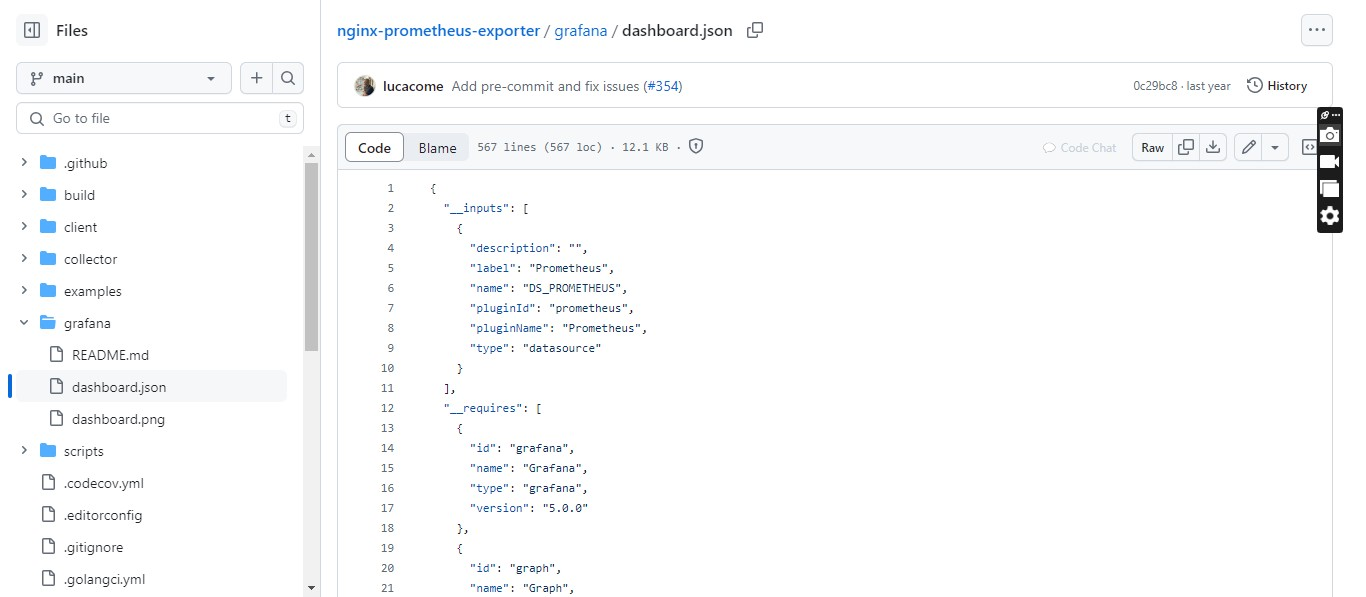 Files
main
Go to file
t
.github
build
client
collector
examples
grafana
README.md
dashboard.json
dashboard.png
scripts
.codecov.yml
.editorconfig
.gitignore
.golangci.yml
nginx-prometheus-exporter / grafana / dashboard.json
lucacome Add pre-commit and fix issues (#354) 0c29bc8 · last year History
Code Blame 567 lines (567 loc) · 12.1 KB · Code Chat Raw
1 {
2 "__inputs": [
3 {
4 "description": "",
5 "label": "Prometheus",
6 "name": "DS_PROMETHEUS",
7 "pluginId": "prometheus",
8 "pluginName": "Prometheus",
9 "type": "datasource"
10 }
11 ],
12 "__requires": [
13 {
14 "id": "grafana",
15 "name": "Grafana",
16 "type": "grafana",
17 "version": "5.0.0"
18 },
19 {
20 "id": "graph",
21 "name": "Graph",